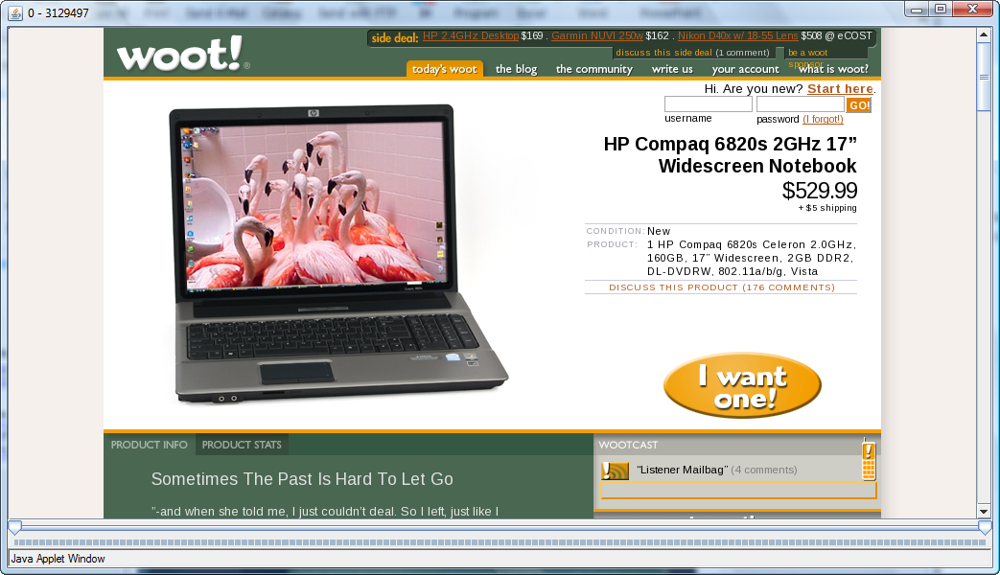 0 - 3129497
woot!®
side deal: HP 2.4GHz Desktop $169 . Garmin NUVI 250w $162 . Nikon D40x w/ 18-55 Lens $508 @ eCOST
discuss this side deal (1 comment) be a woot
sponsor
today's woot the blog the community write us your account what is woot?
Hi. Are you new? Start here.
GO!
username password (I forgot!)
hp
HP Compaq 6820s 2GHz 17”
Widescreen Notebook
$529.99
+ $5 shipping
CONDITION: New
PRODUCT: 1 HP Compaq 6820s Celeron 2.0GHz,
160GB, 17” Widescreen, 2GB DDR2,
DL-DVDRW, 802.11a/b/g, Vista
DISCUSS THIS PRODUCT (176 COMMENTS)
I want
one!
PRODUCT INFO PRODUCT STATS
WOOTCAST
Sometimes The Past Is Hard To Let Go
“Listener Mailbag” (4 comments)
”-and when she told me, I just couldn’t deal. So I left, just like I
Java Applet Window